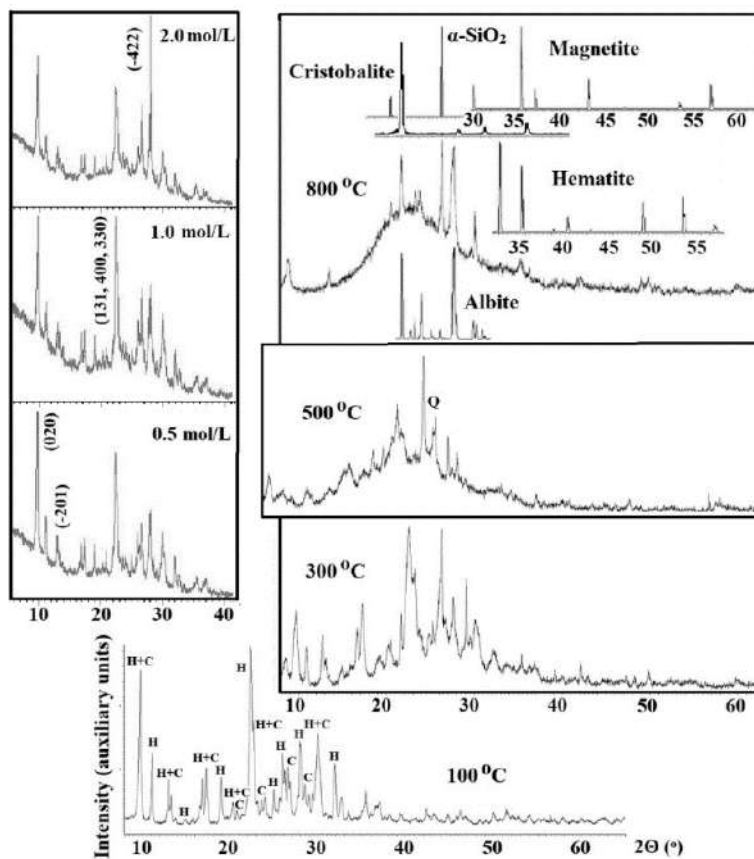 2.0 mol/L
(-422)
1.0 mol/L
(131, 400, 330)
0.5 mol/L
(020)
(-201)
10 20 30 40
α-SiO2
Magnetite
Cristobalite
30 35 40 45 50 55 60
800 °C
Hematite
35 40 45 50 55
Albite
500 °C
Q
300 °C
10 20 30 40 50 60
Intensity (auxiliary units)
H+C
H
H+C
H
H+C
H
H+C
C
H
C
H+C
H
H
C
H
C
H+C
H
100 °C
10 20 30 40 50 60
2Θ (°)